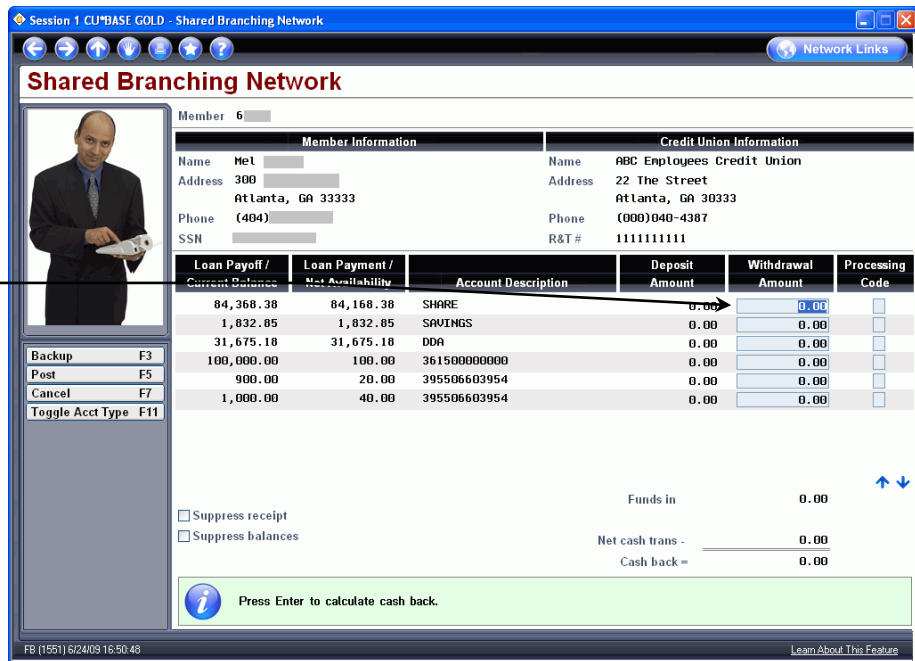 Session 1 CU*BASE GOLD - Shared Branching Network
Network Links
Shared Branching Network
Member 6
Member Information Credit Union Information
Name Mel Name ABC Employees Credit Union
Address 300 Address 22 The Street
Atlanta, GA 33333 Atlanta, GA 30333
Phone (404) Phone (000)040-4387
SSN R&T # 1111111111
Loan Payoff / Loan Payment / Deposit Withdrawal Processing
Current Balance Net Availability Account Description Amount Amount Code
84,368.38 84,168.38 SHARE 0.00 0.00
1,832.85 1,832.85 SAVINGS 0.00 0.00
31,675.18 31,675.18 DDA 0.00 0.00
100,000.00 100.00 361500000000 0.00 0.00
900.00 20.00 395506603954 0.00 0.00
1,000.00 40.00 395506603954 0.00 0.00
Backup F3
Post F5
Cancel F7
Toggle Acct Type F11
Funds in 0.00
Suppress receipt
Suppress balances
Net cash trans - 0.00
Cash back = 0.00
Press Enter to calculate cash back.
FB (1551) 6/24/09 16:50:48 Learn About This Feature